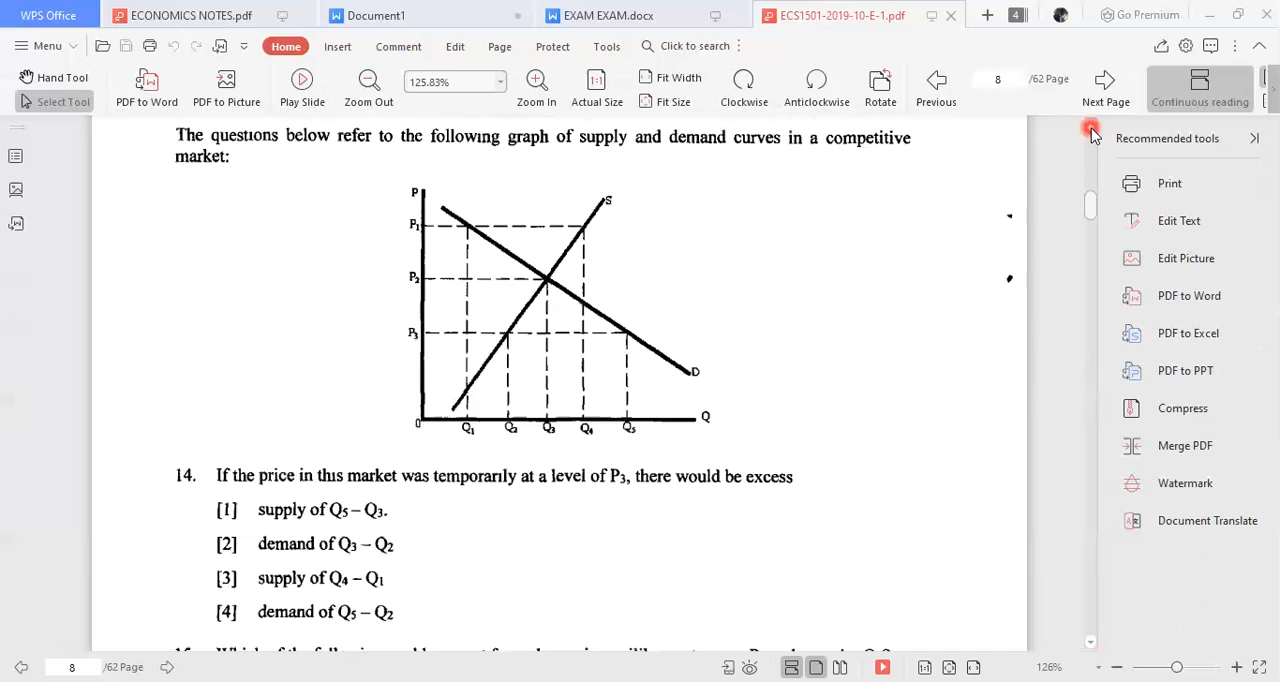 WPS Office
ECONOMICS NOTES.pdf
Document1
EXAM EXAM.docx
ECS1501-2019-10-E-1.pdf
4
Go Premium
Menu
Home
Insert
Comment
Edit
Page
Protect
Tools
Click to search
Hand Tool
Select Tool
PDF to Word
PDF to Picture
Play Slide
Zoom Out
125.83%
Zoom In
Actual Size
Fit Width
Fit Size
Clockwise
Anticlockwise
Rotate
Previous
8
/62 Page
Next Page
Continuous reading
The questions below refer to the following graph of supply and demand curves in a competitive
market:
P
S
P₁
P₂
P₃
D
0
Q₁
Q₂
Q₃
Q₄
Q₅
Q
14. If the price in this market was temporarily at a level of P₃, there would be excess
[1] supply of Q₅ – Q₃.
[2] demand of Q₃ – Q₂
[3] supply of Q₄ – Q₁
[4] demand of Q₅ – Q₂
Recommended tools
Print
Edit Text
Edit Picture
PDF to Word
PDF to Excel
PDF to PPT
Compress
Merge PDF
Watermark
Document Translate
8
/62 Page
126%